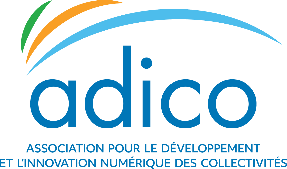 adico
ASSOCIATION POUR LE DÉVELOPPEMENT
ET L'INNOVATION NUMÉRIQUE DES COLLECTIVITÉS